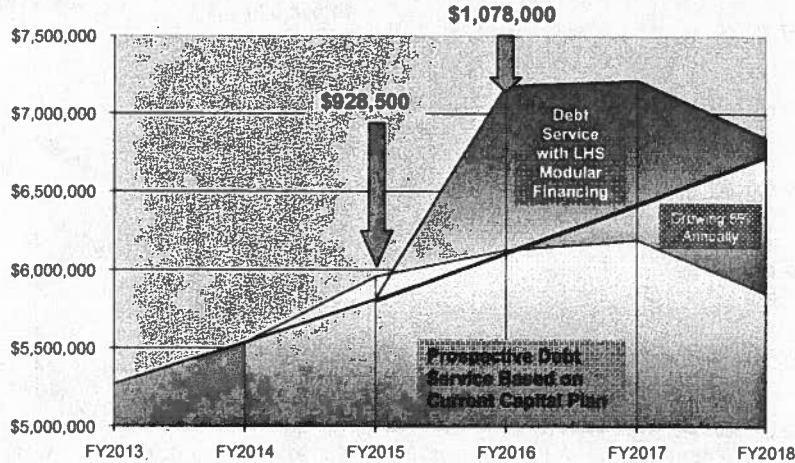 $1,078,000
$7,500,000
$928,500
$7,000,000
Debt
Service
with LHS
Modular
Financing
$6,500,000
Growing 5%
Annually
$6,000,000
$5,500,000
Prospective Debt
Service Based on
Current Capital Plan
$5,000,000
FY2013 FY2014 FY2015 FY2016 FY2017 FY2018